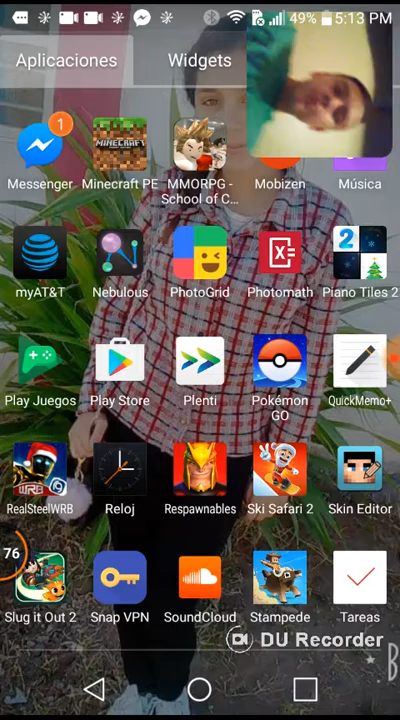 49% 5:13 PM
Aplicaciones Widgets
1
MINECRAFT
Messenger Minecraft PE MMORPG - School of C... Mobizen Música
2
myAT&T Nebulous PhotoGrid Photomath Piano Tiles 2
Play Juegos Play Store Plenti Pokémon GO QuickMemo+
WRB
RealSteelWRB Reloj Respawnables Ski Safari 2 Skin Editor
76
Slug it Out 2 Snap VPN SoundCloud Stampede Tareas
DU Recorder
B